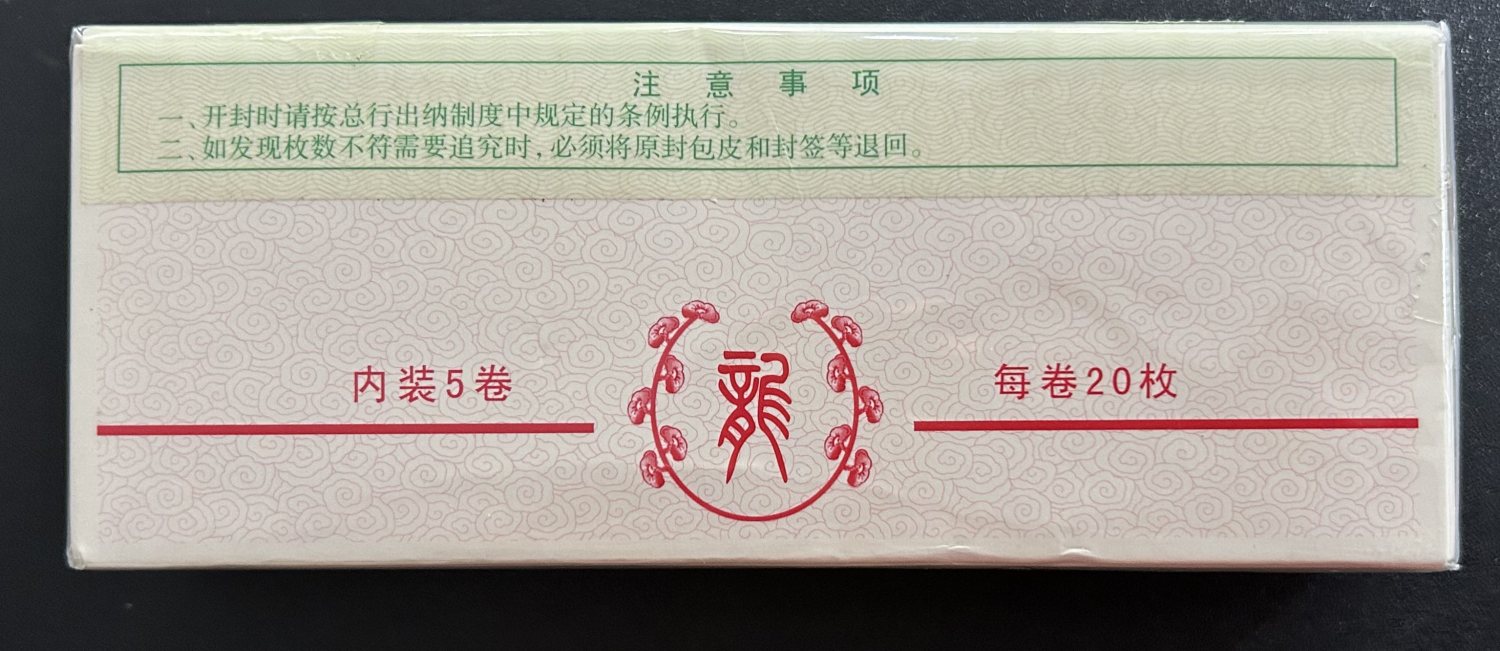 注意事项
一、开封时请按总行出纳制度中规定的条例执行。
二、如发现枚数不符需要追究时，必须将原封包皮和封签等退回。
内装5卷
龍
每卷20枚